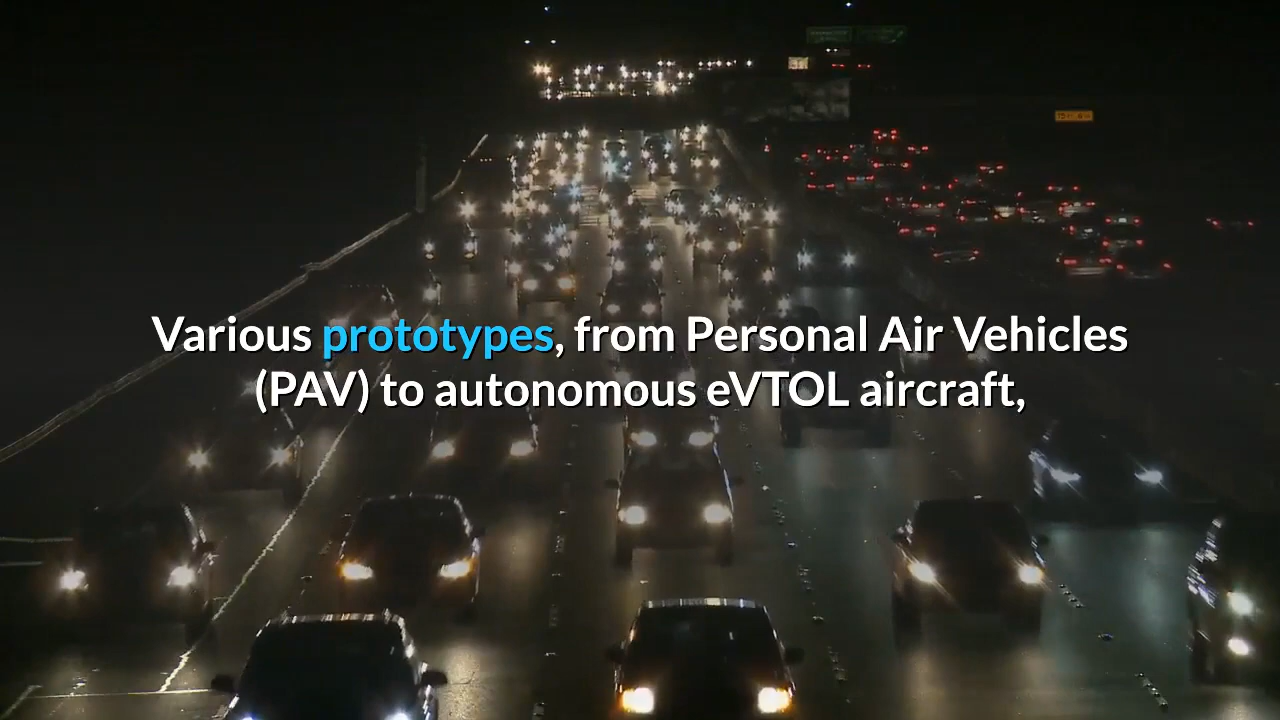 Various prototypes, from Personal Air Vehicles
(PAV) to autonomous eVTOL aircraft,